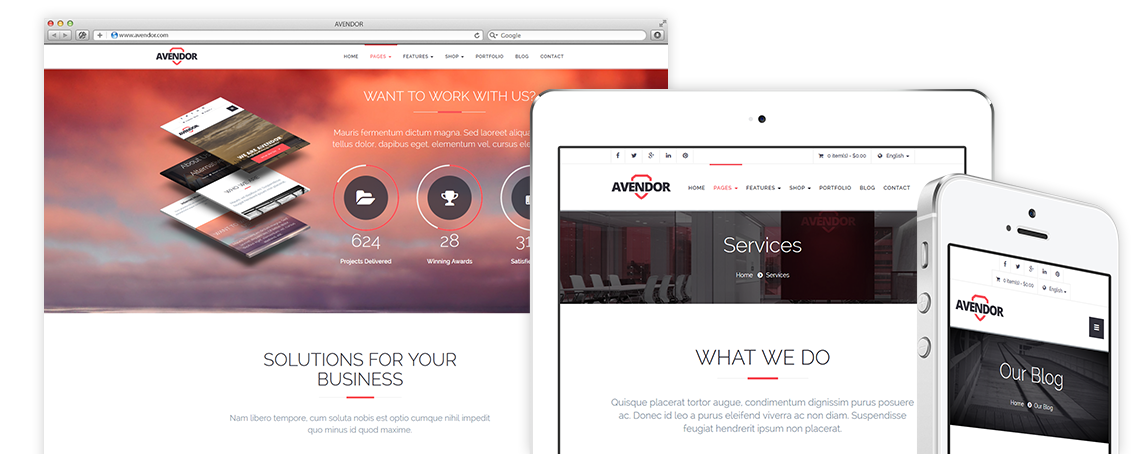 AVENDOR
www.avendor.com
Google
AVENDOR
HOME PAGES FEATURES SHOP PORTFOLIO BLOG CONTACT
WANT TO WORK WITH US?
Mauris fermentum dictum magna. Sed laoreet aliqua
tellus dolor, dapibus eget, elementum vel, cursus ele
WE ARE AVENDOR
624
28
31
Projects Delivered
Winning Awards
Satisfie
SOLUTIONS FOR YOUR
BUSINESS
Nam libero tempore, cum soluta nobis est optio cumque nihil impedit
quo minus id quod maxime.
0 item(s) - $0.00 English
AVENDOR
HOME PAGES FEATURES SHOP PORTFOLIO BLOG CONTACT
AVENDOR
Services
Home Services
WHAT WE DO
Quisque placerat tortor augue, condimentum dignissim purus posuere
ac. Donec id leo a purus eleifend viverra ac non diam. Suspendisse
feugiat hendrerit ipsum non placerat.
0 item(s) - $0.00 English
AVENDOR
Our Blog
Home Our Blog